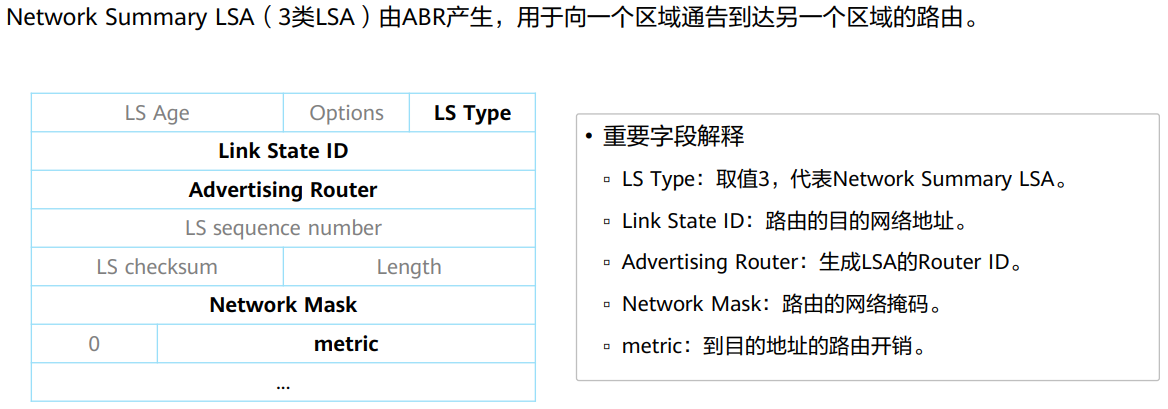 Network Summary LSA（3类LSA）由ABR产生，用于向一个区域通告到达另一个区域的路由。
LS Age Options LS Type
Link State ID
Advertising Router
LS sequence number
LS checksum Length
Network Mask
0 metric
...
• 重要字段解释
▫ LS Type：取值3，代表Network Summary LSA。
▫ Link State ID：路由的目的网络地址。
▫ Advertising Router：生成LSA的Router ID。
▫ Network Mask：路由的网络掩码。
▫ metric：到目的地址的路由开销。